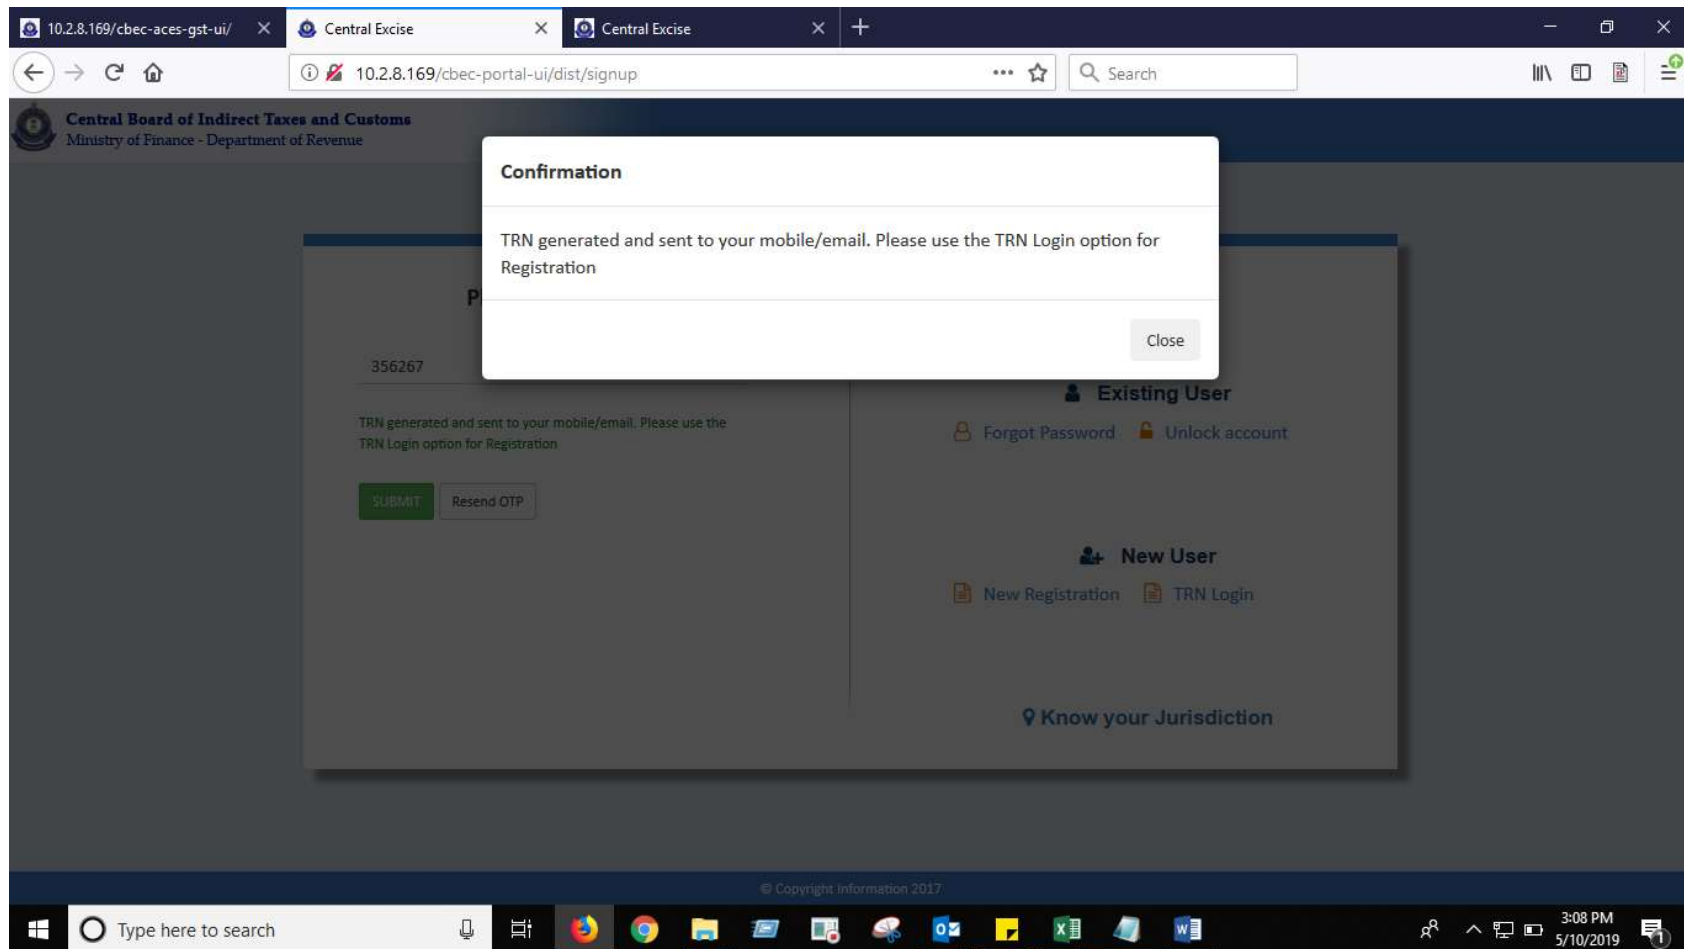 10.2.8.169/cbec-aces-gst-ui/
Central Excise
Central Excise
10.2.8.169/cbec-portal-ui/dist/signup
Search
Central Board of Indirect Taxes and Customs
Ministry of Finance - Department of Revenue
Confirmation
TRN generated and sent to your mobile/email. Please use the TRN Login option for
Registration
Close
356267
TRN generated and sent to your mobile/email. Please use the
TRN Login option for Registration
SUBMIT
Resend OTP
Existing User
Forgot Password
Unlock account
New User
New Registration
TRN Login
Know your Jurisdiction
© Copyright Information 2017
Type here to search
3:08 PM
5/10/2019